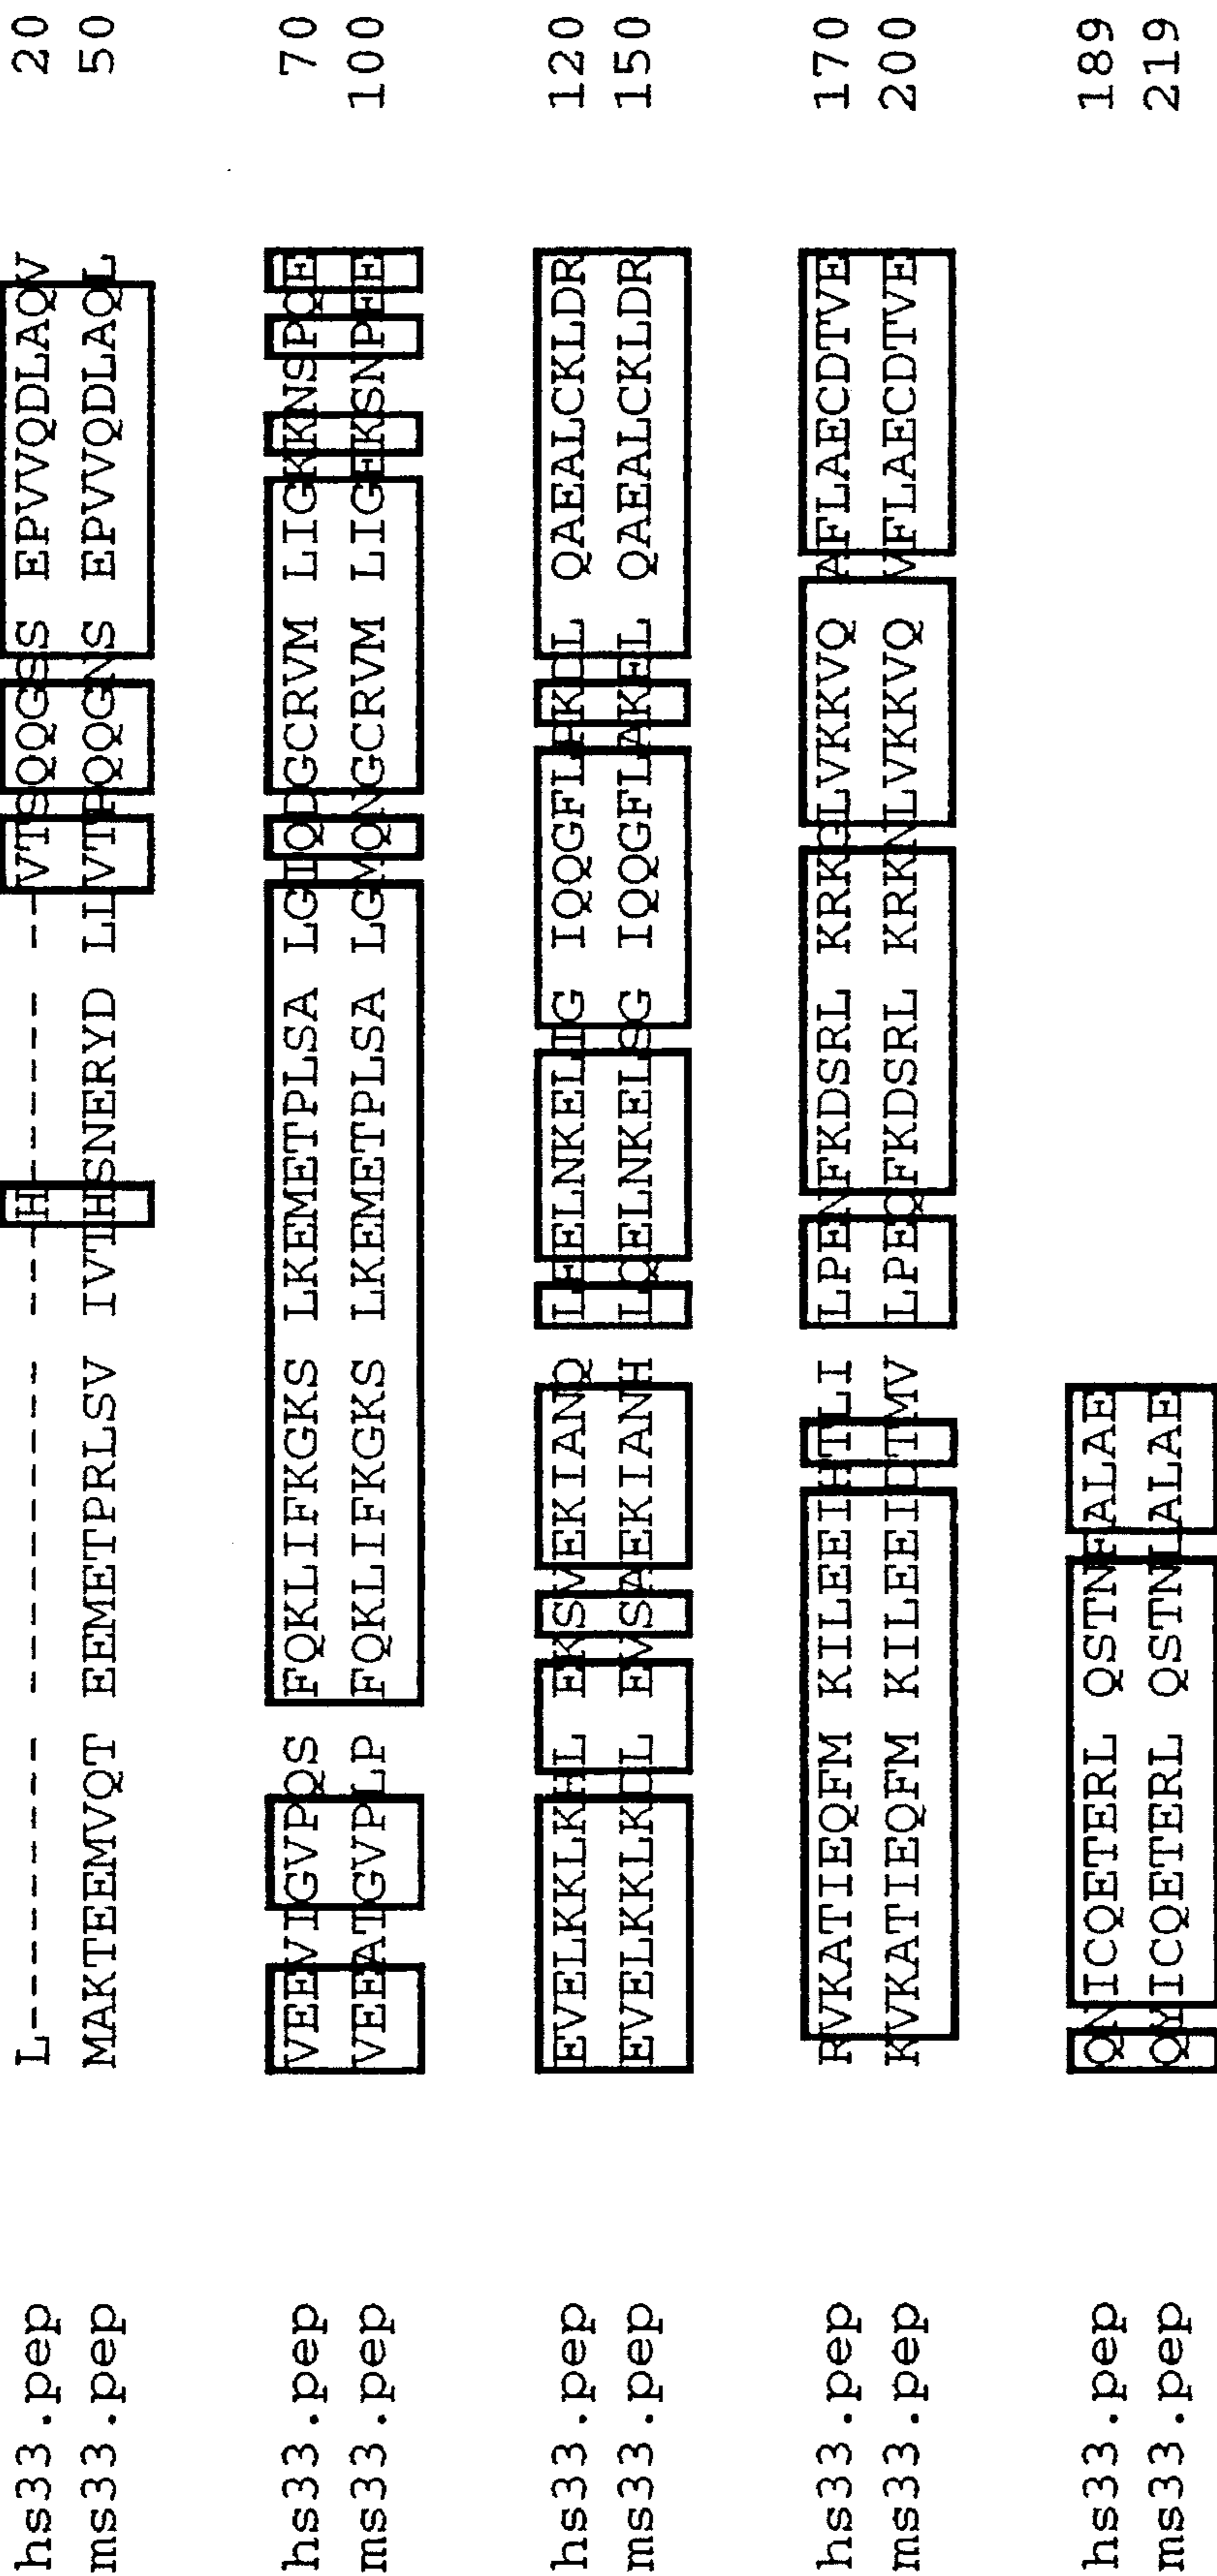 hs33.pep L--------- ---------- ---H------ --VTSQQGSS EPVVQDLAQV 20
ms33.pep MAKTEEMVQT EEMETPRLSV IVTHSNERYD LLVTPQQGNS EPVVQDLAQL 50
hs33.pep VEEVIGVPQS FQKLIFKGKS LKEMETPLSA LGIQDGCRVM LIGKKNSPQE 70
ms33.pep VEEATGVPLP FQKLIFKGKS LKEMETPLSA LGMQNGCRVM LIGEKSNPEE 100
hs33.pep EVELKKLKHL EKSVEKIANQ LEELNKELTG IQQGFLPKDL QAEALCKLDR 120
ms33.pep EVELKKLKDL EVSAEKIANH LQELNKELSG IQQGFLAKEL QAEALCKLDR 150
hs33.pep RVKATIEQFM KILEEIHTLI LPENFKDSRL KRKGLVKKVQ AFLAECDTVE 170
ms33.pep KVKATIEQFM KILEEIDTMV LPEQFKDSRL KRKNLVKKVQ VFLAECDTVE 200
hs33.pep QNICQETERL QSTNFALAE 189
ms33.pep QYICQETERL QSTNLALAE 219